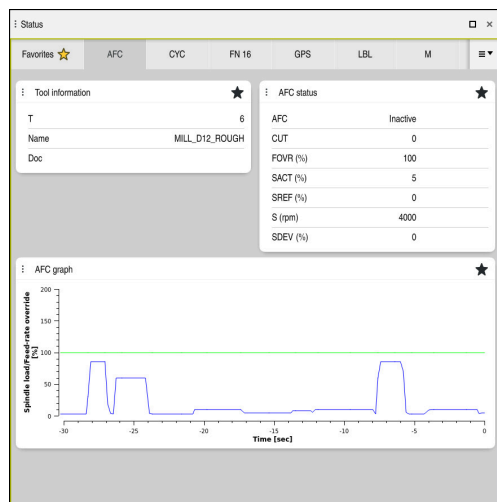 Status
Favorites AFC CYC FN 16 GPS LBL M
Tool information
T 6
Name MILL_D12_ROUGH
Doc
AFC status
AFC Inactive
CUT 0
FOVR (%) 100
SACT (%) 5
SREF (%) 0
S (rpm) 4000
SDEV (%) 0
AFC graph
Spindle load/Feed-rate override
[%]
200
150
100
50
0
-30 -25 -20 -15 -10 -5 0
Time [sec]